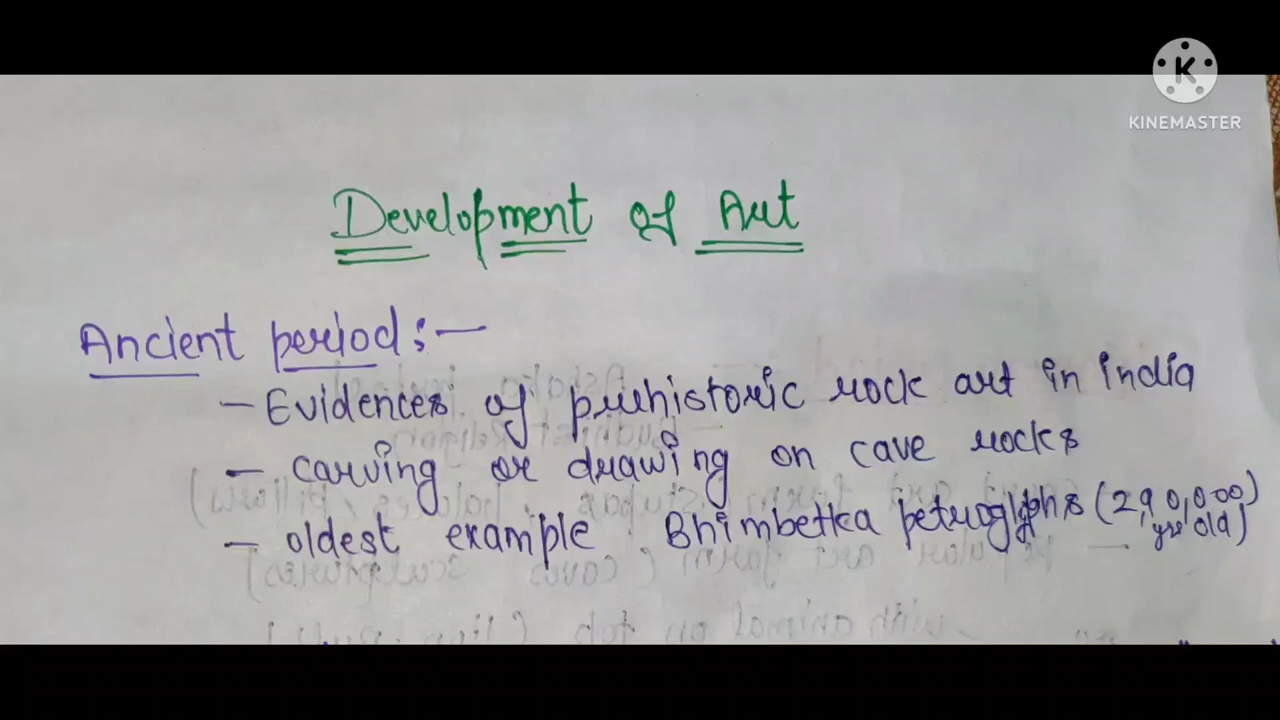 KINEMASTER
Development of Art
Ancient period:-
- Evidences of prehistoric rock art in india
- carving or drawing on cave rocks
- oldest example Bhimbetka petroglyphs (2,90,000)
yrs old)